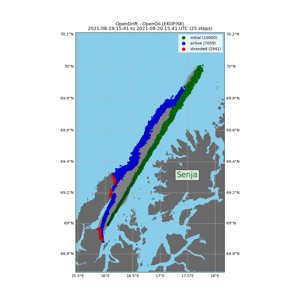 OpenDrift - OpenOil (EKOFISK)
2021-08-19 15:41 to 2021-08-20 15:41 UTC (25 steps)
70.2°N
70.2°N
initial (10000)
active (7059)
stranded (2941)
70°N
70°N
69.8°N
69.8°N
69.6°N
69.6°N
69.4°N
69.4°N
Senja
69.2°N
69.2°N
69°N
69°N
68.8°N
68.8°N
15.5°E
16°E
16.5°E
17°E
17.5°E
18°E